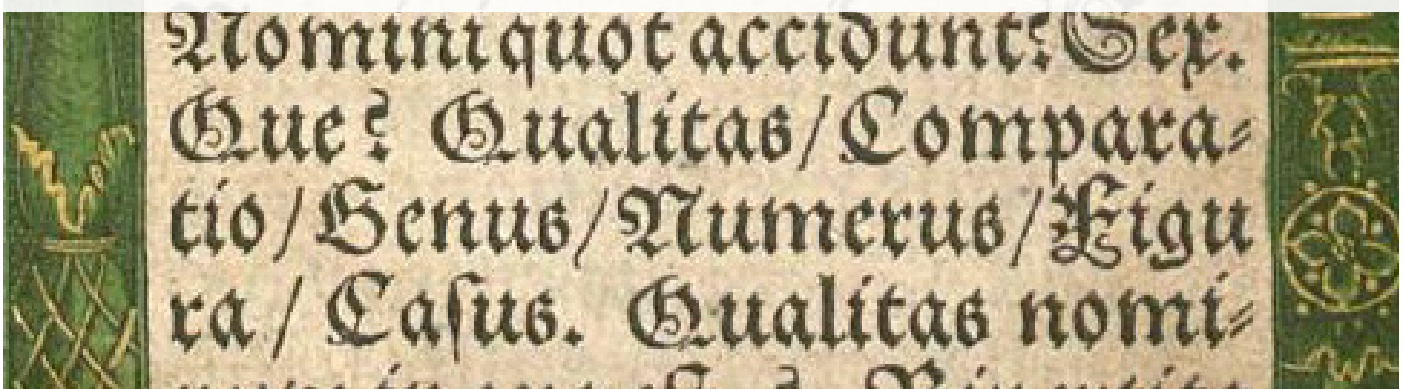 Nomini quot accidunt? Sex.
Que? Qualitas/Compara⸗
tio/Genus/Numerus/Figu
ra/ Caſus. Qualitas nomi⸗